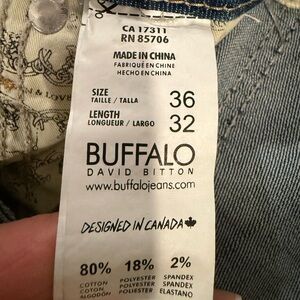 CA 17311
RN 85706
MADE IN CHINA
FABRIQUÉ EN CHINE
HECHO EN CHINA
SIZE
TAILLE / TALLA 36
LENGTH
LONGUEUR / LARGO 32
BUFFALO
DAVID BITTON
www.buffalojeans.com
DESIGNED IN CANADA
80% 18% 2%
COTTON POLYESTER SPANDEX
COTON POLYESTER SPANDEX
ALGODÓN POLIESTER ELASTANO